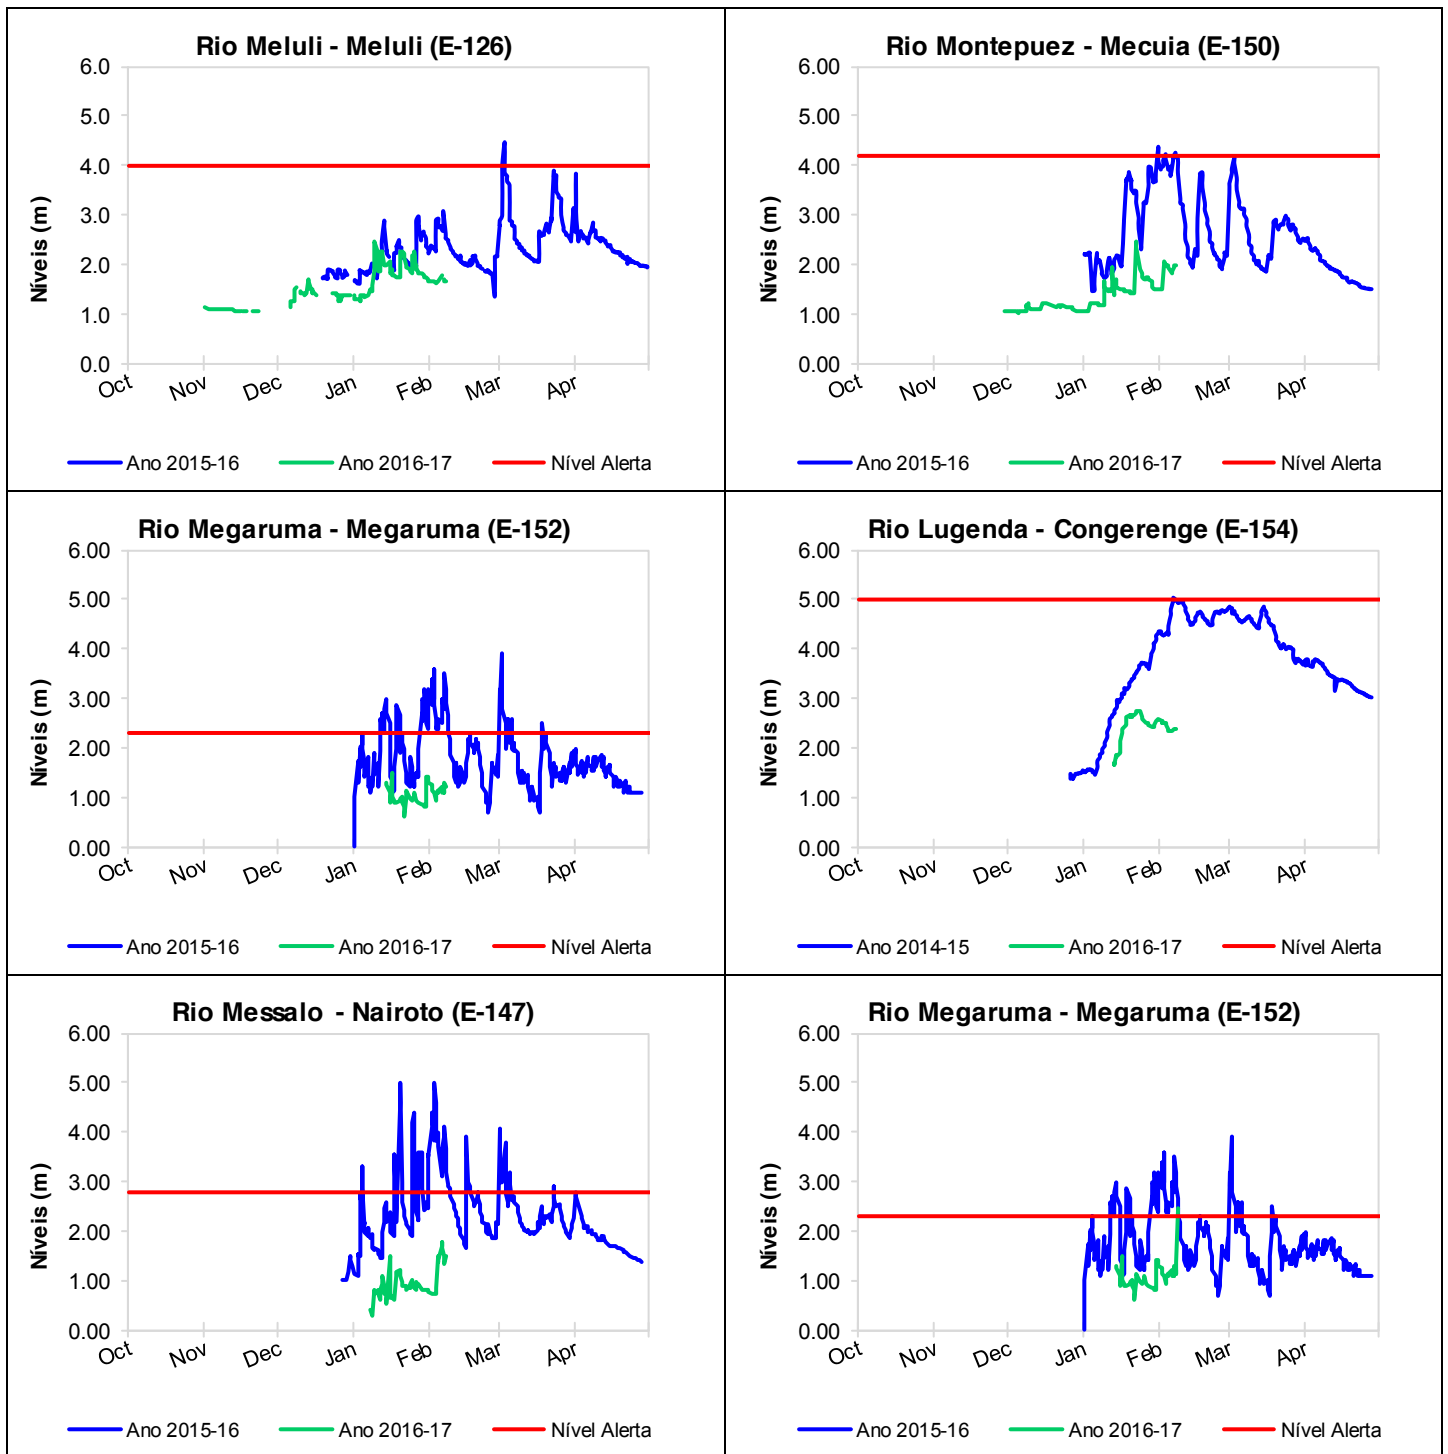 Rio Meluli - Meluli (E-126)
6.0
5.0
4.0
3.0
2.0
1.0
0.0
Níveis (m)
Oct Nov Dec Jan Feb Mar Apr
Ano 2015-16 Ano 2016-17 Nível Alerta
Rio Montepuez - Mecuia (E-150)
6.00
5.00
4.00
3.00
2.00
1.00
0.00
Níveis (m)
Oct Nov Dec Jan Feb Mar Apr
Ano 2015-16 Ano 2016-17 Nível Alerta
Rio Megaruma - Megaruma (E-152)
6.00
5.00
4.00
3.00
2.00
1.00
0.00
Níveis (m)
Oct Nov Dec Jan Feb Mar Apr
Ano 2015-16 Ano 2016-17 Nível Alerta
Rio Lugenda - Congerenge (E-154)
6.00
5.00
4.00
3.00
2.00
1.00
0.00
Níveis (m)
Oct Nov Dec Jan Feb Mar Apr
Ano 2014-15 Ano 2016-17 Nível Alerta
Rio Messalo - Nairoto (E-147)
6.00
5.00
4.00
3.00
2.00
1.00
0.00
Níveis (m)
Oct Nov Dec Jan Feb Mar Apr
Ano 2015-16 Ano 2016-17 Nível Alerta
Rio Megaruma - Megaruma (E-152)
6.00
5.00
4.00
3.00
2.00
1.00
0.00
Níveis (m)
Oct Nov Dec Jan Feb Mar Apr
Ano 2015-16 Ano 2016-17 Nível Alerta